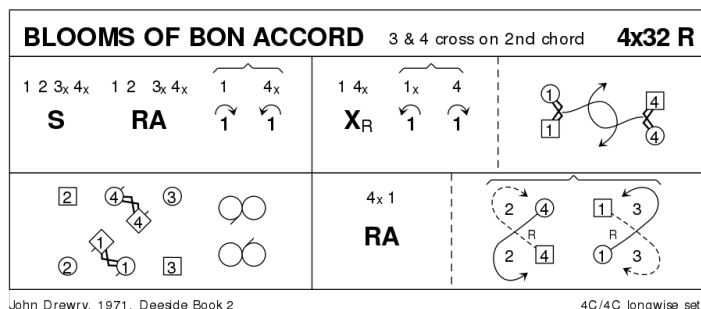 BLOOMS OF BON ACCORD 3 & 4 cross on 2nd chord 4x32 R
1 2 3x 4x 1 2 3x 4x 1 4x
S RA 1 1
1 4x 1x 4
XR 1 1
1 1 4 4
2 4 3
4
1
2 1 3
4x 1
RA
2 4 1 3
R R
2 4 1 3
John Drewry, 1971, Deeside Book 2 4C/4C longwise set